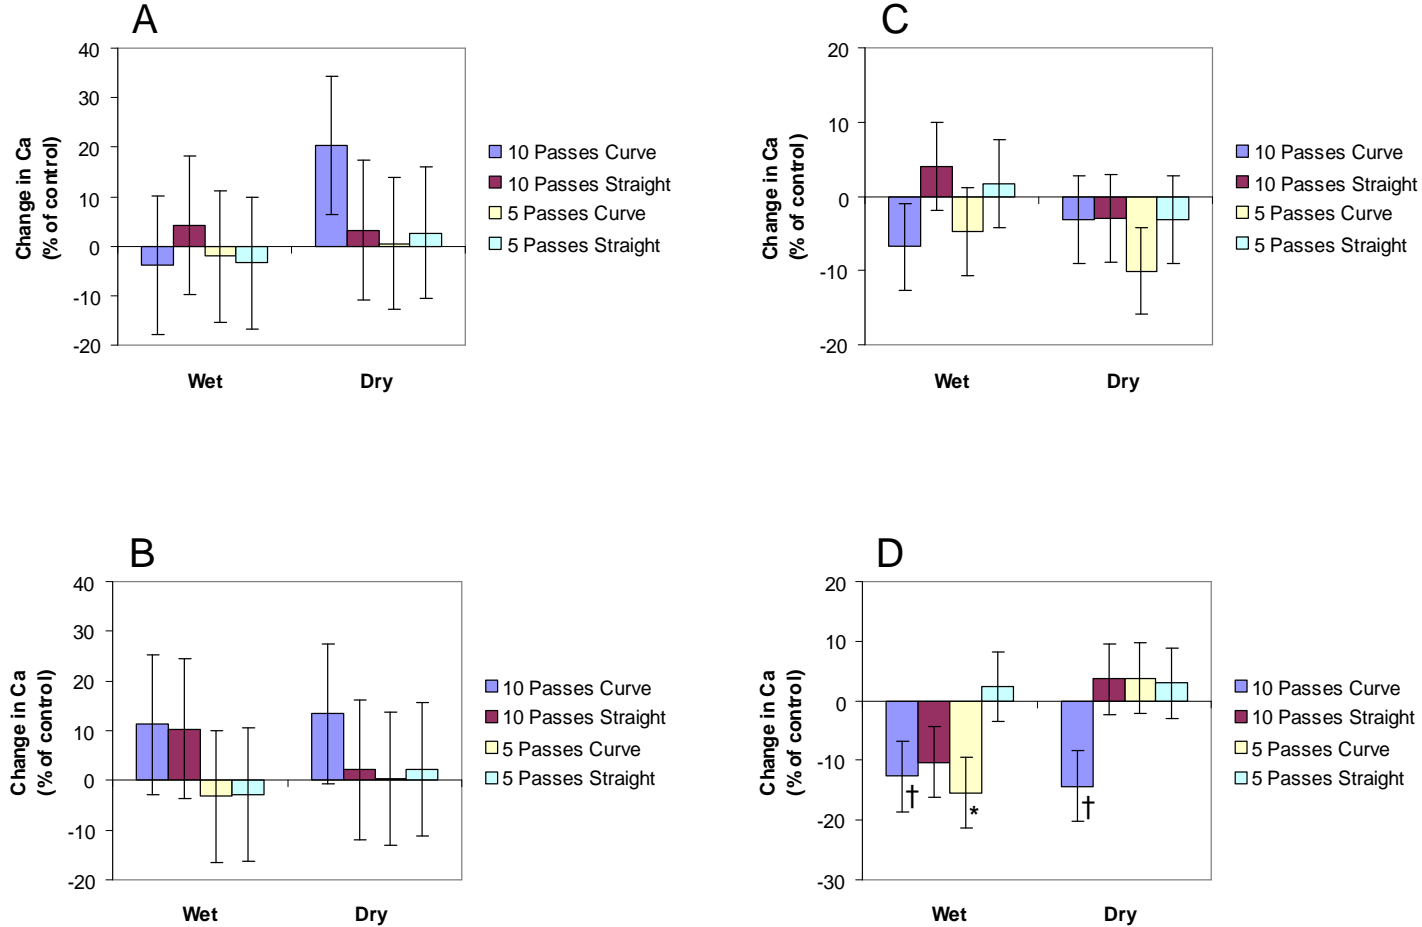 A
40
30
20
10
0
-10
-20
Change in Ca
(% of control)
Wet
Dry
10 Passes Curve
10 Passes Straight
5 Passes Curve
5 Passes Straight
C
20
10
0
-10
-20
Change in Ca
(% of control)
Wet
Dry
10 Passes Curve
10 Passes Straight
5 Passes Curve
5 Passes Straight
B
40
30
20
10
0
-10
-20
Change in Ca
(% of control)
Wet
Dry
10 Passes Curve
10 Passes Straight
5 Passes Curve
5 Passes Straight
D
20
10
0
-10
-20
-30
Change in Ca
(% of control)
†
*
†
Wet
Dry
10 Passes Curve
10 Passes Straight
5 Passes Curve
5 Passes Straight